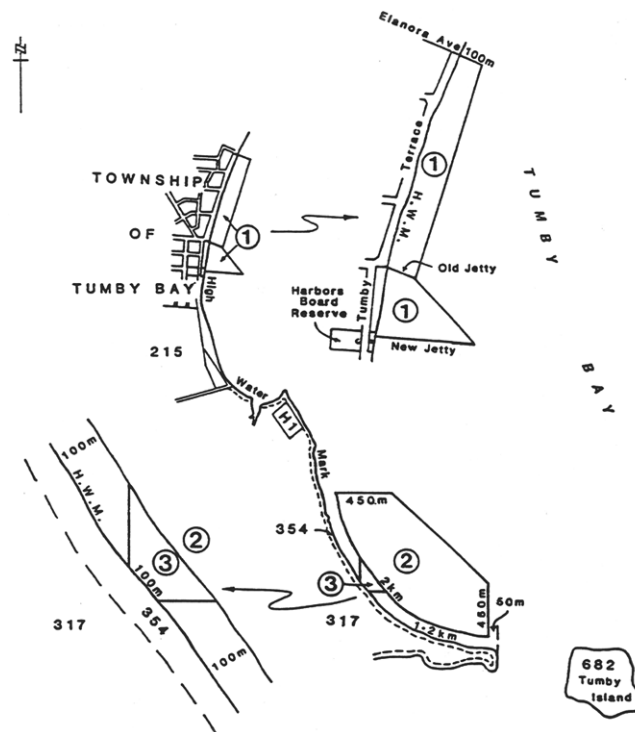 N
Elanora Ave
100m
TOWNSHIP
OF
TUMBY BAY
1
High
Water
Mark
215
H1
Terrace
H.W.M.
1
TUMBY
BAY
Old Jetty
Harbors
Board
Reserve
Tumby
1
New Jetty
100m
H.W.M.
2
3
100m
354
317
100m
450m
354
2
3
2km
317
1·2km
450m
50m
682
Tumby
Island